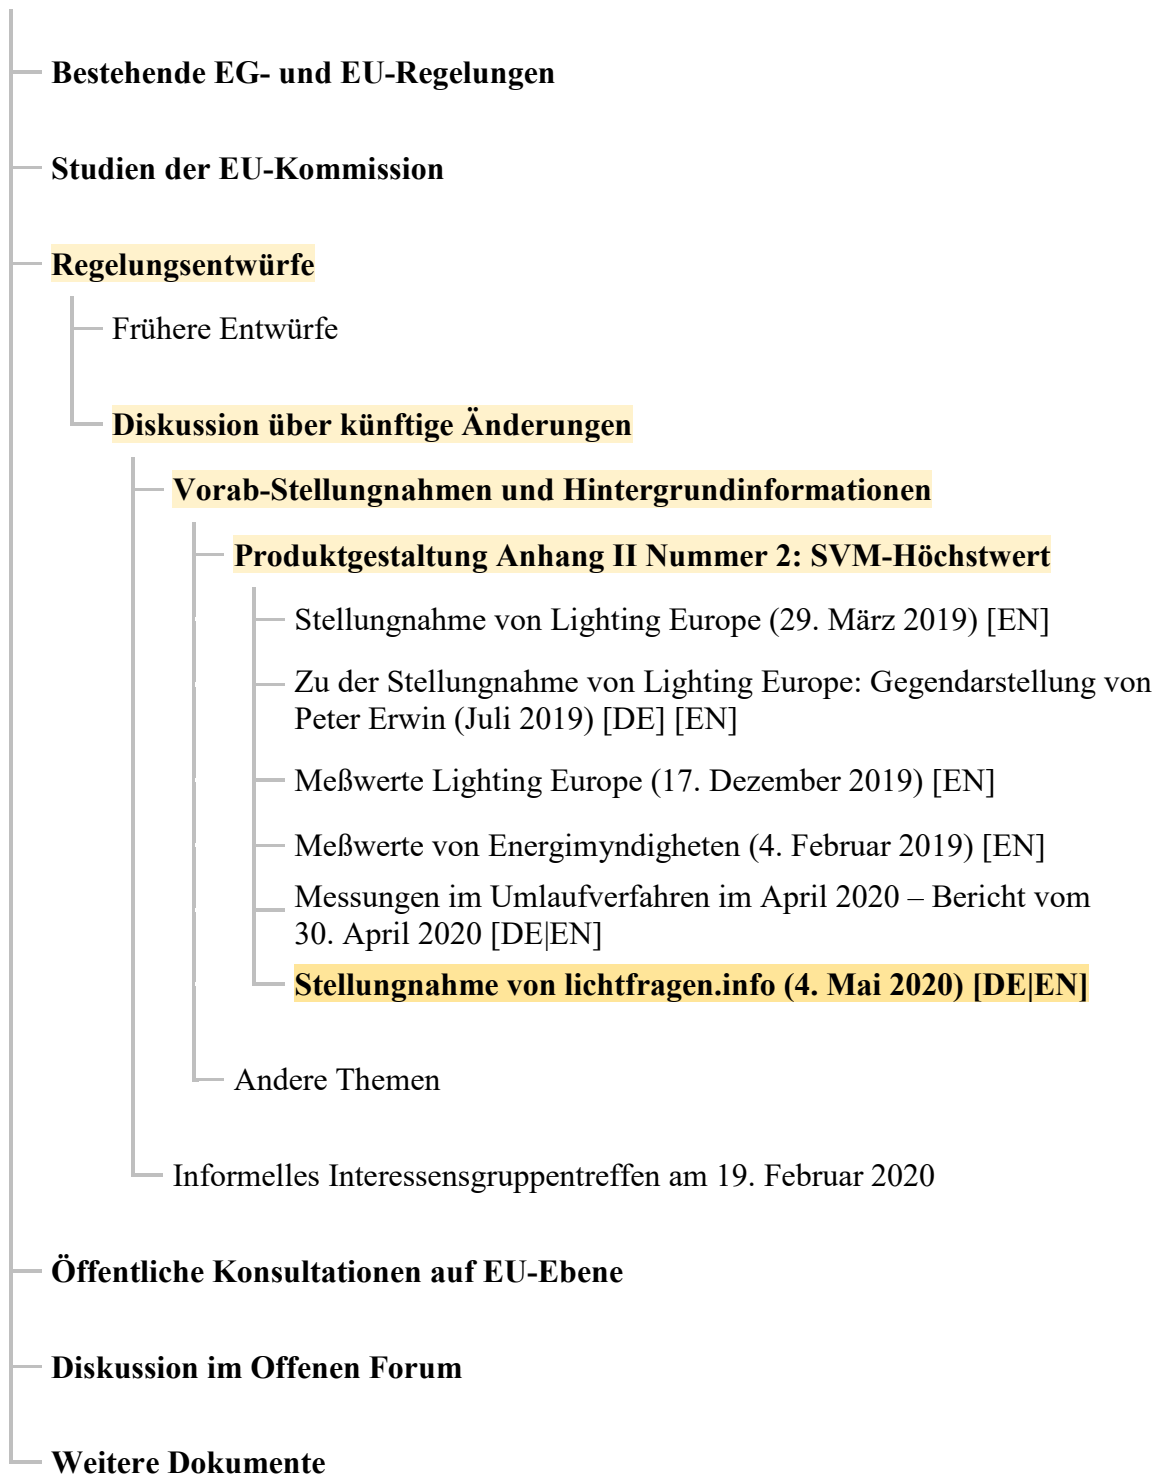 Bestehende EG- und EU-Regelungen
Studien der EU-Kommission
Regelungsentwürfe
Frühere Entwürfe
Diskussion über künftige Änderungen
Vorab-Stellungnahmen und Hintergrundinformationen
Produktgestaltung Anhang II Nummer 2: SVM-Höchstwert
Stellungnahme von Lighting Europe (29. März 2019) [EN]
Zu der Stellungnahme von Lighting Europe: Gegendarstellung von
Peter Erwin (Juli 2019) [DE] [EN]
Meßwerte Lighting Europe (17. Dezember 2019) [EN]
Meßwerte von Energimyndigheten (4. Februar 2019) [EN]
Messungen im Umlaufverfahren im April 2020 – Bericht vom
30. April 2020 [DE|EN]
Stellungnahme von lichtfragen.info (4. Mai 2020) [DE|EN]
Andere Themen
Informelles Interessensgruppentreffen am 19. Februar 2020
Öffentliche Konsultationen auf EU-Ebene
Diskussion im Offenen Forum
Weitere Dokumente